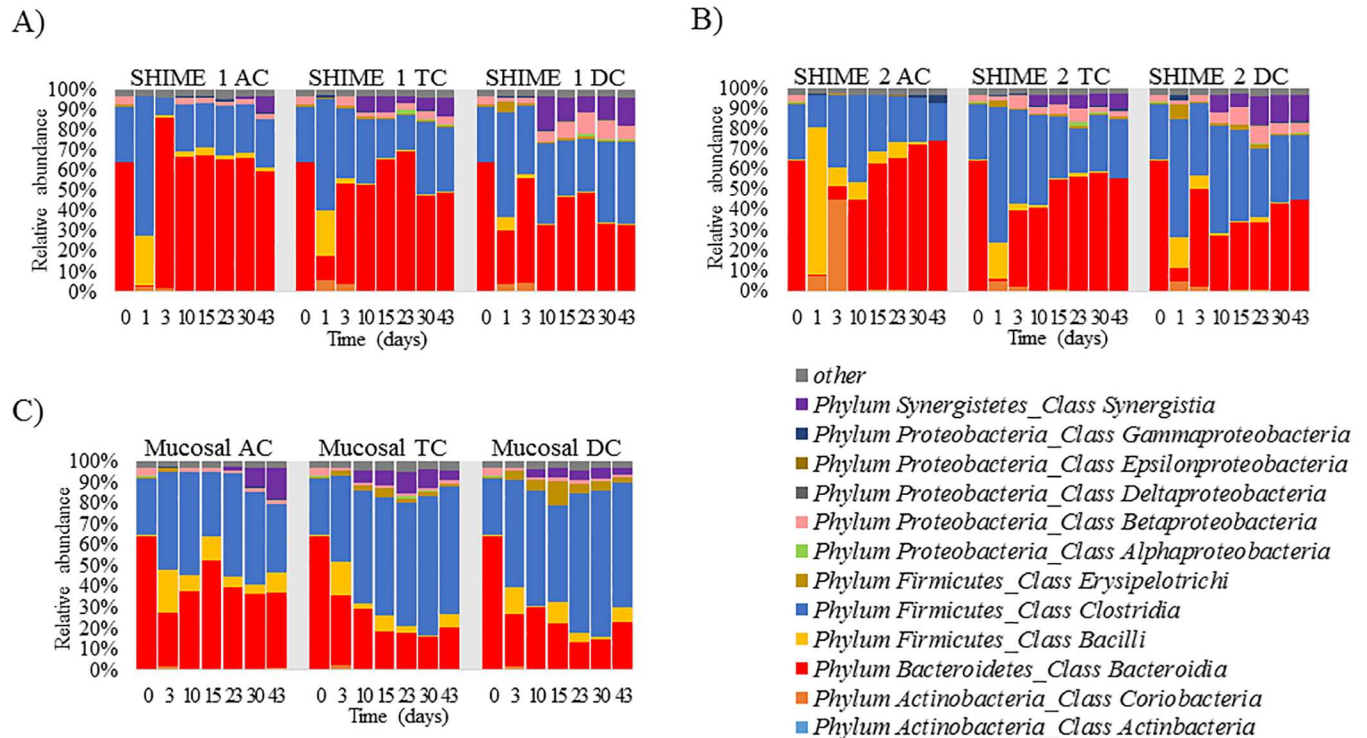 A)
SHIME 1 AC SHIME 1 TC SHIME 1 DC
Relative abundance
100%
90%
80%
70%
60%
50%
40%
30%
20%
10%
0%
0 1 3 10 15 23 30 43 0 1 3 10 15 23 30 43 0 1 3 10 15 23 30 43
Time (days)
B)
SHIME 2 AC SHIME 2 TC SHIME 2 DC
Relative abundance
100%
90%
80%
70%
60%
50%
40%
30%
20%
10%
0%
0 1 3 10 15 23 30 43 0 1 3 10 15 23 30 43 0 1 3 10 15 23 30 43
Time (days)
C)
Mucosal AC Mucosal TC Mucosal DC
Relative abundance
100%
90%
80%
70%
60%
50%
40%
30%
20%
10%
0%
0 3 10 15 23 30 43 0 3 10 15 23 30 43 0 3 10 15 23 30 43
Time (days)
other
Phylum Synergistetes_Class Synergistia
Phylum Proteobacteria_Class Gammaproteobacteria
Phylum Proteobacteria_Class Epsilonproteobacteria
Phylum Proteobacteria_Class Deltaproteobacteria
Phylum Proteobacteria_Class Betaproteobacteria
Phylum Proteobacteria_Class Alphaproteobacteria
Phylum Firmicutes_Class Erysipelotrichi
Phylum Firmicutes_Class Clostridia
Phylum Firmicutes_Class Bacilli
Phylum Bacteroidetes_Class Bacteroidia
Phylum Actinobacteria_Class Coriobacteria
Phylum Actinobacteria_Class Actinbacteria